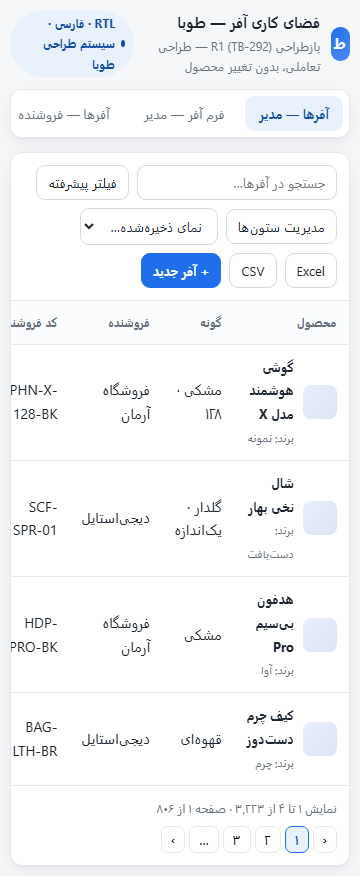 ط
فضای کاری آفر — طوبا
بازطراحی R1 (TB-292) — طراحی
تعاملی، بدون تغییر محصول
RTL · فارسی ·
سیستم طراحی
طوبا
آفرها — مدیر
فرم آفر — مدیر
آفرها — فروشنده
جستجو در آفرها...
فیلتر پیشرفته
مدیریت ستون‌ها
نمای ذخیره‌شده...
Excel
CSV
+ آفر جدید
محصول گونه فروشنده کد فروشند
گوشی
هوشمند
مدل X
برند: نمونه
مشکی ·
۱۲۸
فروشگاه
آرمان
PHN-X-
128-BK
شال
نخی بهار
برند:
دست‌بافت
گلدار ·
یک‌اندازه
دیجی‌استایل
SCF-
SPR-01
هدفون
بی‌سیم
Pro
برند: آوا
مشکی
فروشگاه
آرمان
HDP-
PRO-BK
کیف چرم
دست‌دوز
برند: چرم
قهوه‌ای
دیجی‌استایل
BAG-
LTH-BR
نمایش ۱ تا ۴ از ۳,۲۲۳ · صفحه ۱ از ۸۰۶
‹ ۱ ۲ ۳ ... ›